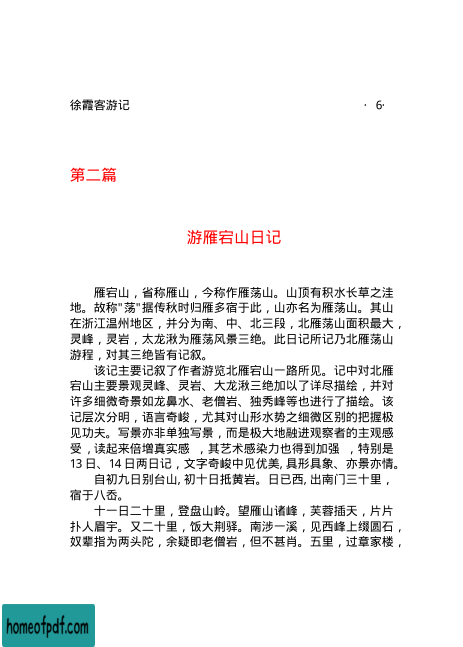 徐霞客游记 · 6·
第二篇
游雁宕山日记
雁宕山，省称雁山，今称作雁荡山。山顶有积水长草之洼
地。故称"荡"据传秋时归雁多宿于此，山亦名为雁荡山。其山
在浙江温州地区，并分为南、中、北三段，北雁荡山面积最大，
灵峰，灵岩，太龙湫为雁荡风景三绝。此日记所记乃北雁荡山
游程，对其三绝皆有记叙。
该记主要记叙了作者游览北雁宕山一路所见。记中对北雁
宕山主要景观灵峰、灵岩、大龙湫三绝加以了详尽描绘，并对
许多细微奇景如龙鼻水、老僧岩、独秀峰等也进行了描绘。该
记层次分明，语言奇峻，尤其对山形水势之细微区别的把握极
见功夫。写景亦非单独写景，而是极大地融进观察者的主观感
受，读起来倍增真实感 ，其艺术感染力也得到加强 ，特别是
13 日、14 日两日记，文字奇峻中见优美, 具形具象、亦景亦情。
自初九日别台山, 初十日抵黄岩。日已西, 出南门三十里，
宿于八岙。
十一日二十里，登盘山岭。望雁山诸峰，芙蓉插天，片片
扑人眉宇。又二十里，饭大荆驿。南涉一溪，见西峰上缀圆石，
奴辈指为两头陀，余疑即老僧岩，但不甚肖。五里，过章家楼，
homeofpdf.com